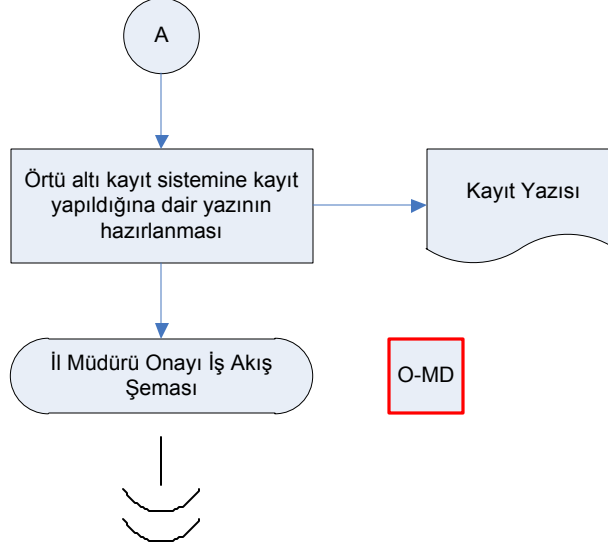 A
Örtü altı kayıt sistemine kayıt
yapıldığına dair yazının
hazırlanması
Kayıt Yazısı
İl Müdürü Onayı İş Akış
Şeması
O-MD